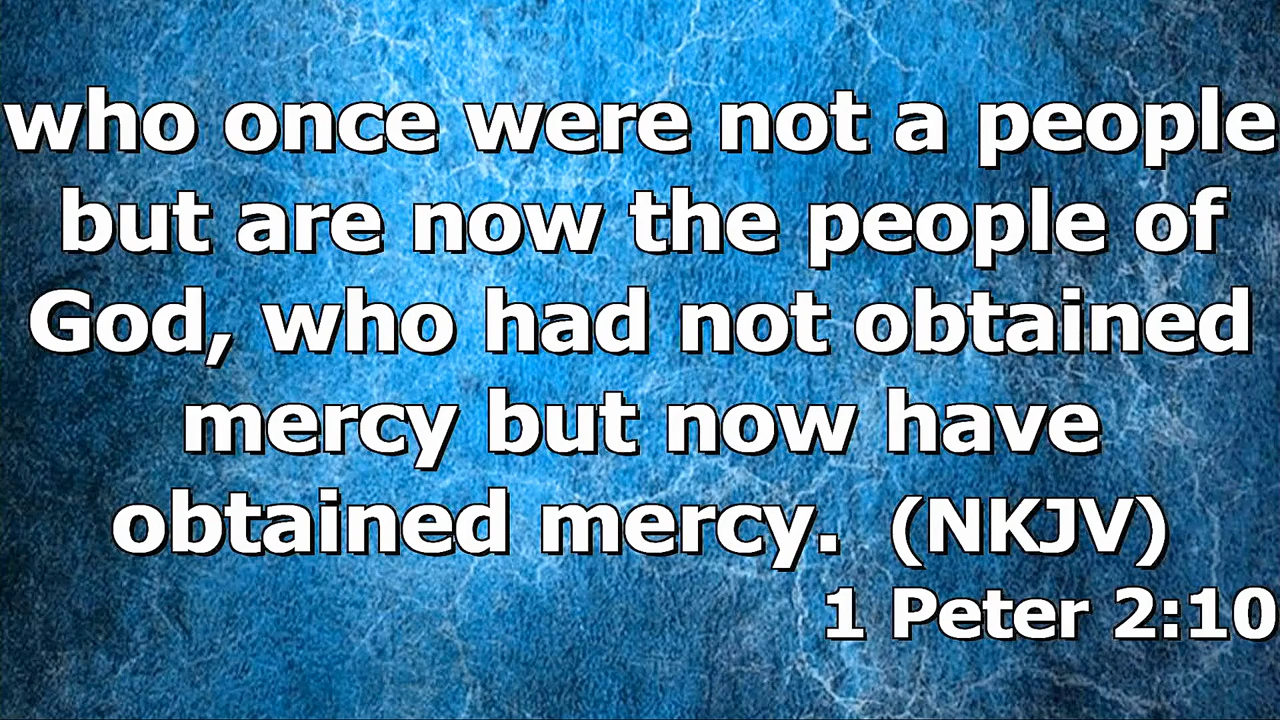 who once were not a people
but are now the people of
God, who had not obtained
mercy but now have
obtained mercy. (NKJV)
1 Peter 2:10